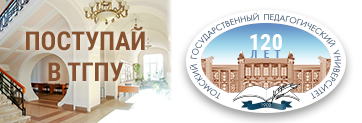 ПОСТУПАЙ
В ТГПУ
ТОМСКИЙ ГОСУДАРСТВЕННЫЙ ПЕДАГОГИЧЕСКИЙ УНИВЕРСИТЕТ
120
ЛЕТ